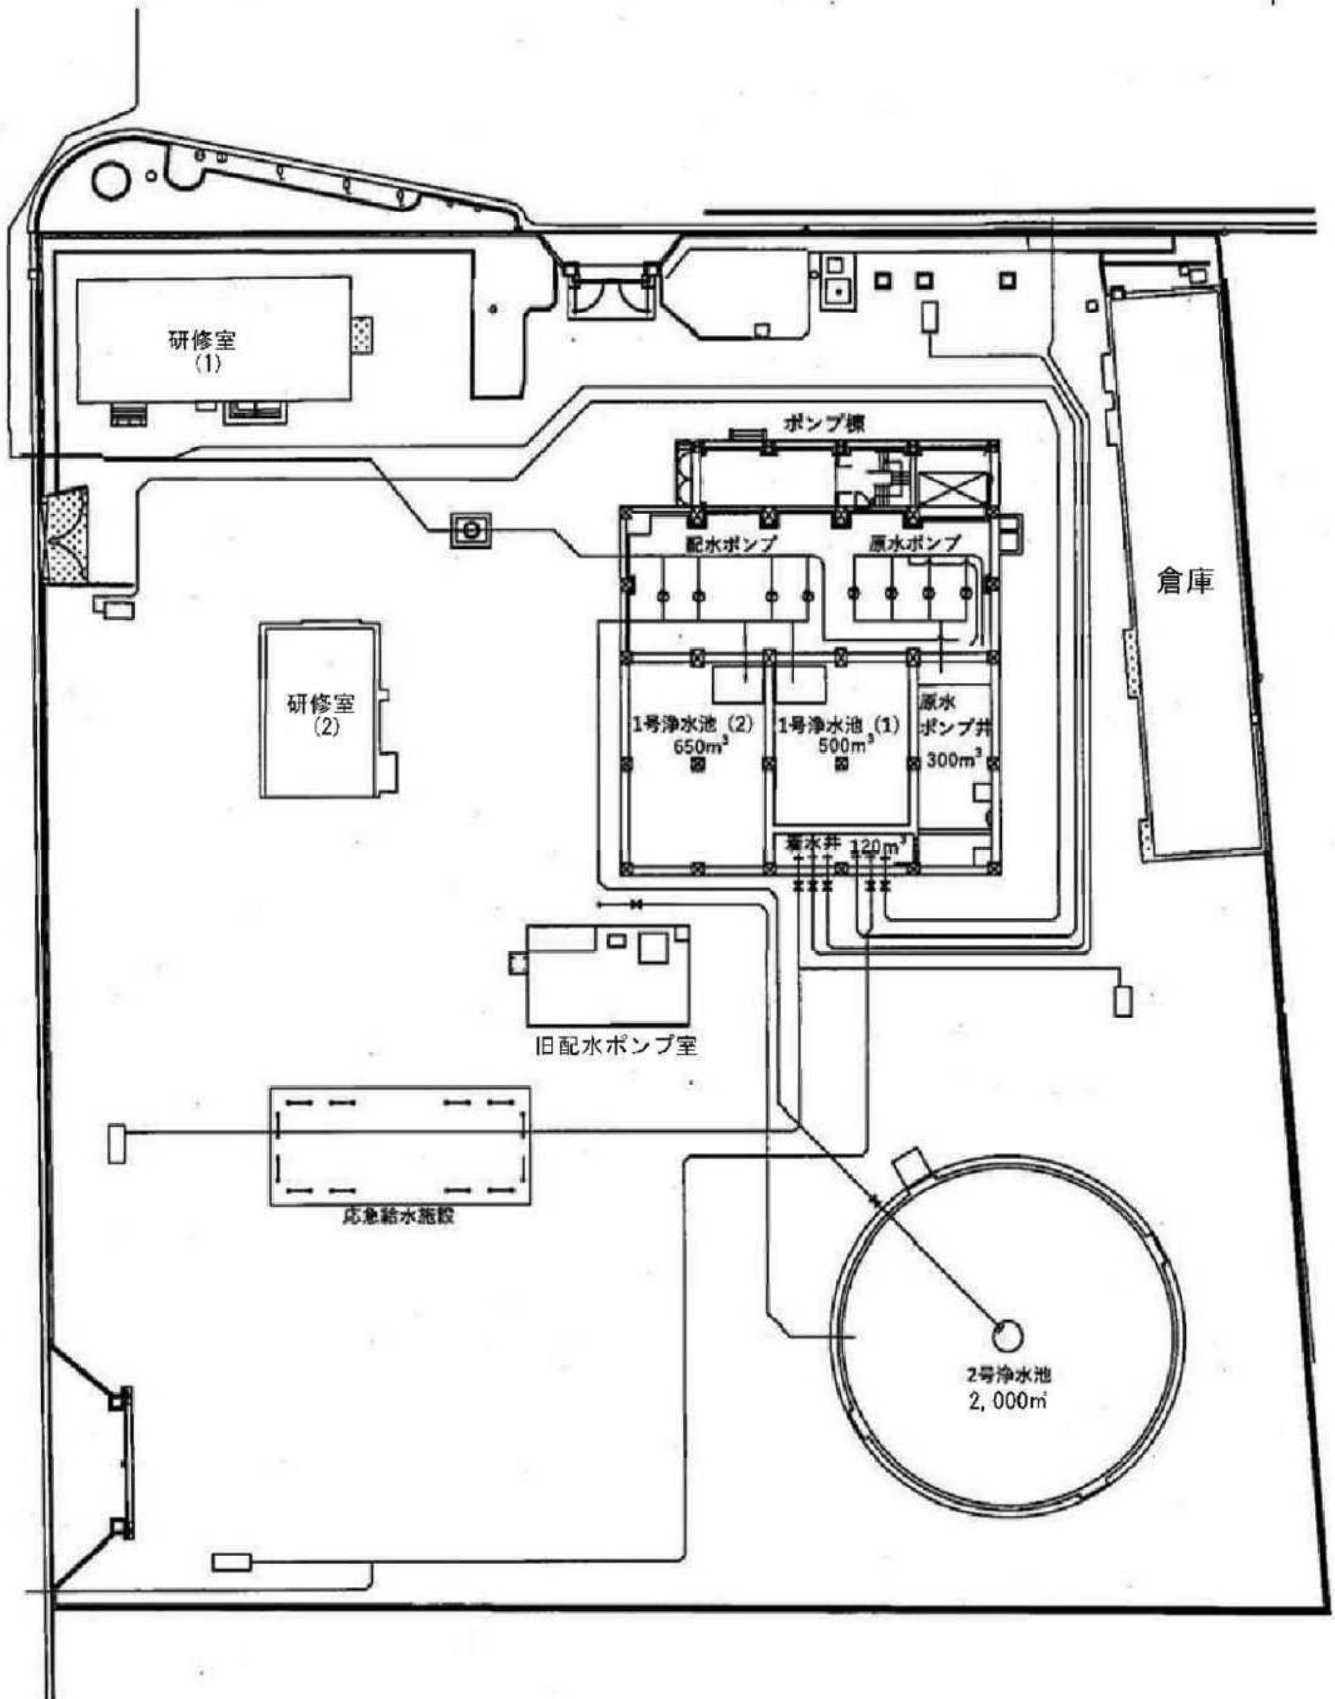 研修室
(1)
ポンプ棟
配水ポンプ
原水ポンプ
倉庫
研修室
(2)
1号浄水池 (2)
650m³
1号浄水池 (1)
500m³
原水
ポンプ井
300m³
着水井 120m³
旧配水ポンプ室
応急給水施設
2号浄水池
2,000㎥